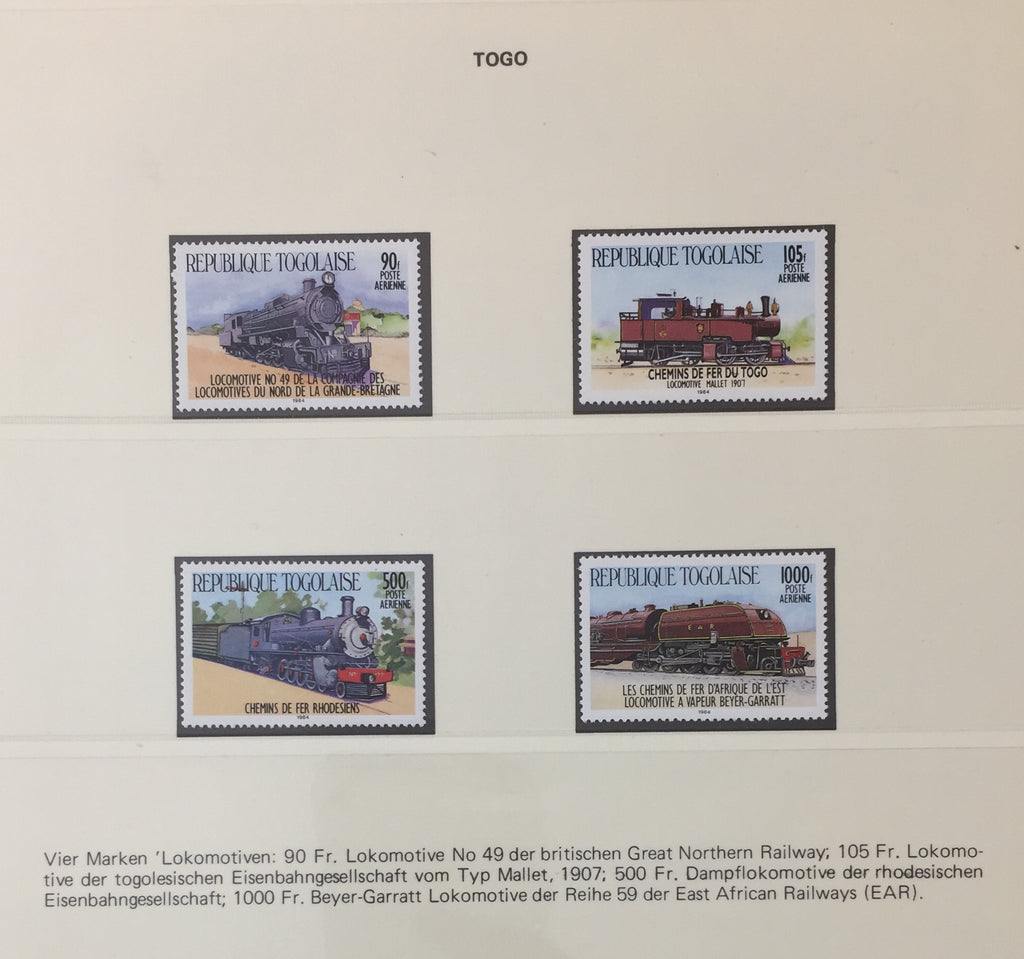 TOGO
REPUBLIQUE TOGOLAISE
90f
POSTE
AERIENNE
LOCOMOTIVE NO 49 DE LA COMPAGNIE DES
LOCOMOTIVES DU NORD DE LA GRANDE-BRETAGNE
1984
REPUBLIQUE TOGOLAISE
105f
POSTE
AERIENNE
CHEMINS DE FER DU TOGO
LOCOMOTIVE MALLET 1907
1984
REPUBLIQUE TOGOLAISE
500f
POSTE
AERIENNE
CHEMINS DE FER RHODESIENS
1984
REPUBLIQUE TOGOLAISE
1000f
POSTE
AERIENNE
EAR
LES CHEMINS DE FER D'AFRIQUE DE L'EST
LOCOMOTIVE A VAPEUR BEYER-GARRATT
1984
Vier Marken 'Lokomotiven: 90 Fr. Lokomotive No 49 der britischen Great Northern Railway; 105 Fr. Lokomo-
tive der togolesischen Eisenbahngesellschaft vom Typ Mallet, 1907; 500 Fr. Dampflokomotive der rhodesischen
Eisenbahngesellschaft; 1000 Fr. Beyer-Garratt Lokomotive der Reihe 59 der East African Railways (EAR).